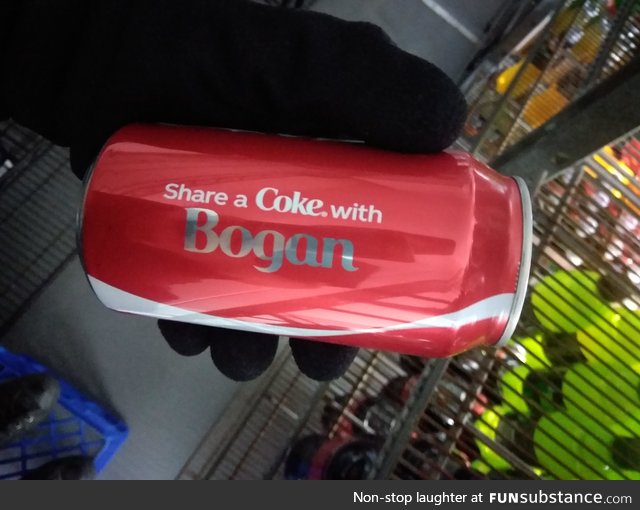 Share a Coke. with
Bogan
Non-stop laughter at FUNsubstance.com